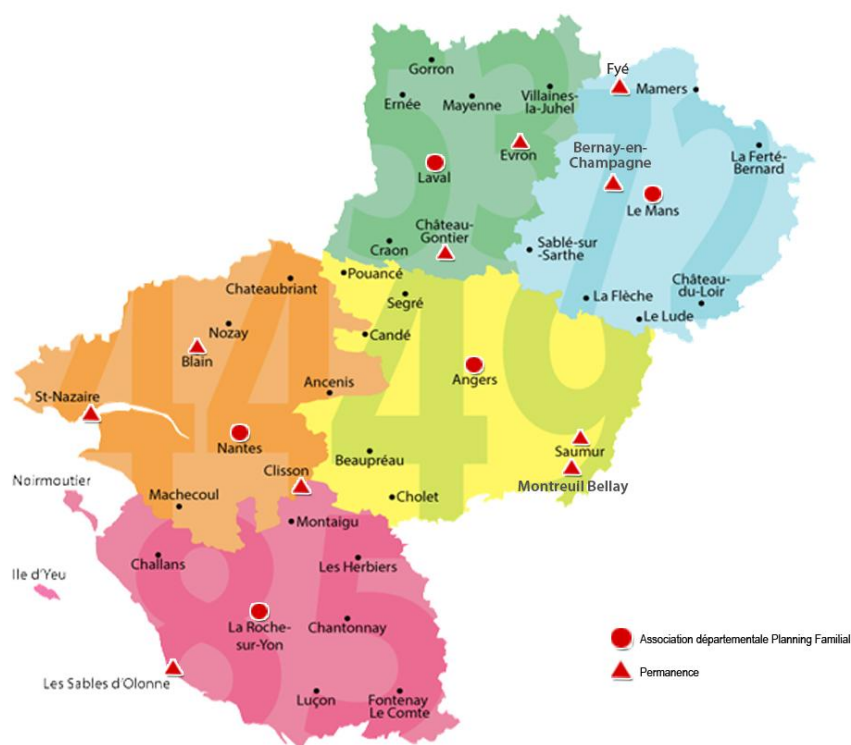 Gorron
Fyé
Mamers
Ernée
Mayenne
Villaines-
la-Juhel
53
72
Evron
Bernay-en-
Champagne
La Ferté-
Bernard
Laval
Le Mans
Château-
Gontier
Craon
Sablé-sur
-Sarthe
Pouancé
Chateaubriant
Segré
La Flèche
Château-
du-Loir
Le Lude
Nozay
Candé
Blain
44
49
Angers
St-Nazaire
Ancenis
Nantes
Beaupréau
Saumur
Clisson
Noirmoutier
Montreuil Bellay
Machecoul
Cholet
Montaigu
Challans
Les Herbiers
Ile d'Yeu
85
La Roche-
sur-Yon
Chantonnay
Association départementale Planning Familial
Permanence
Les Sables d'Olonne
Luçon
Fontenay
Le Comte